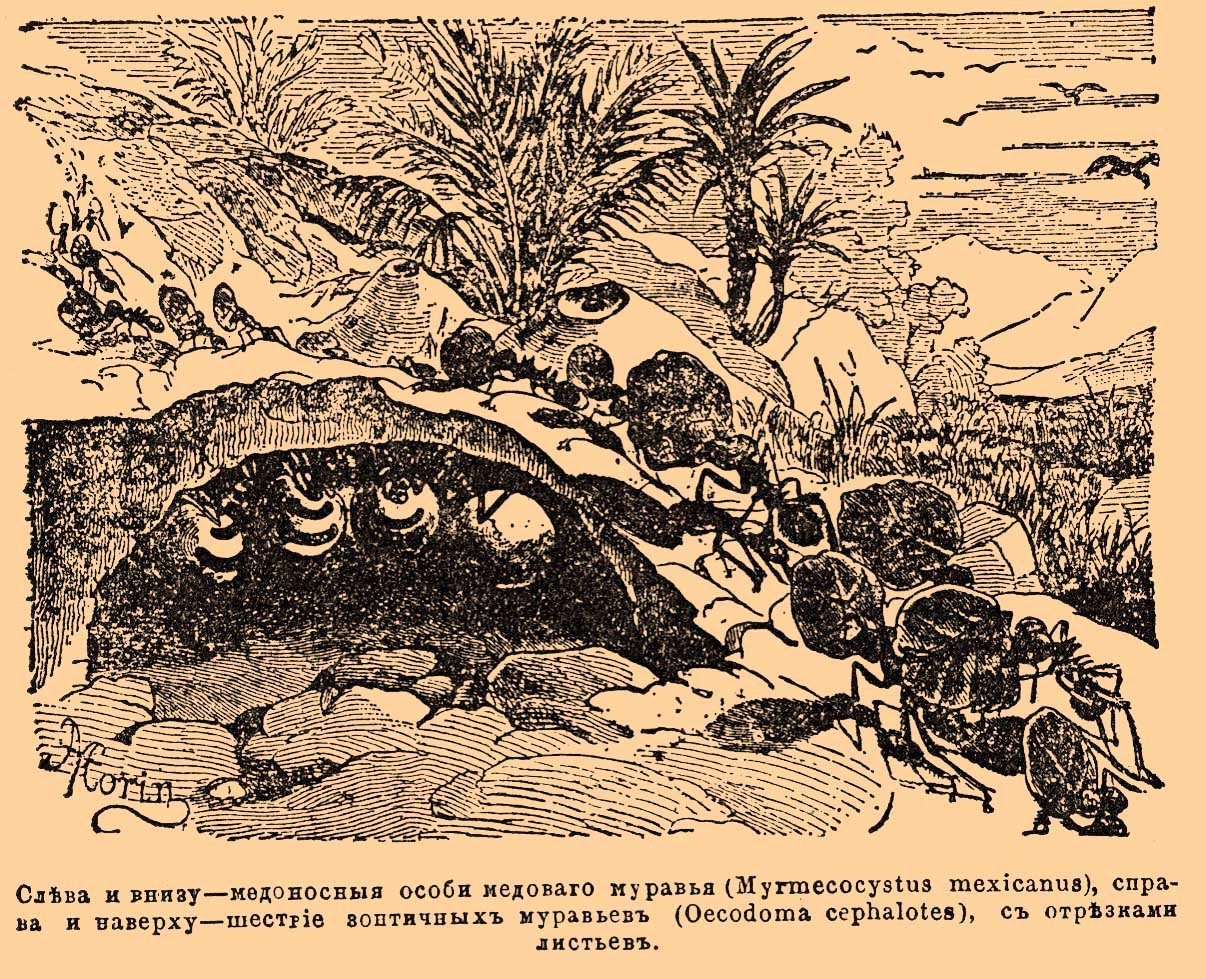 Morin
Слѣва и внизу—медоносныя особи медоваго муравья (Myrmecocystus mexicanus), спра-
ва и наверху—шествіе зонтичныхъ муравьевъ (Oecodoma cephalotes), съ отрѣзками
листьевъ.